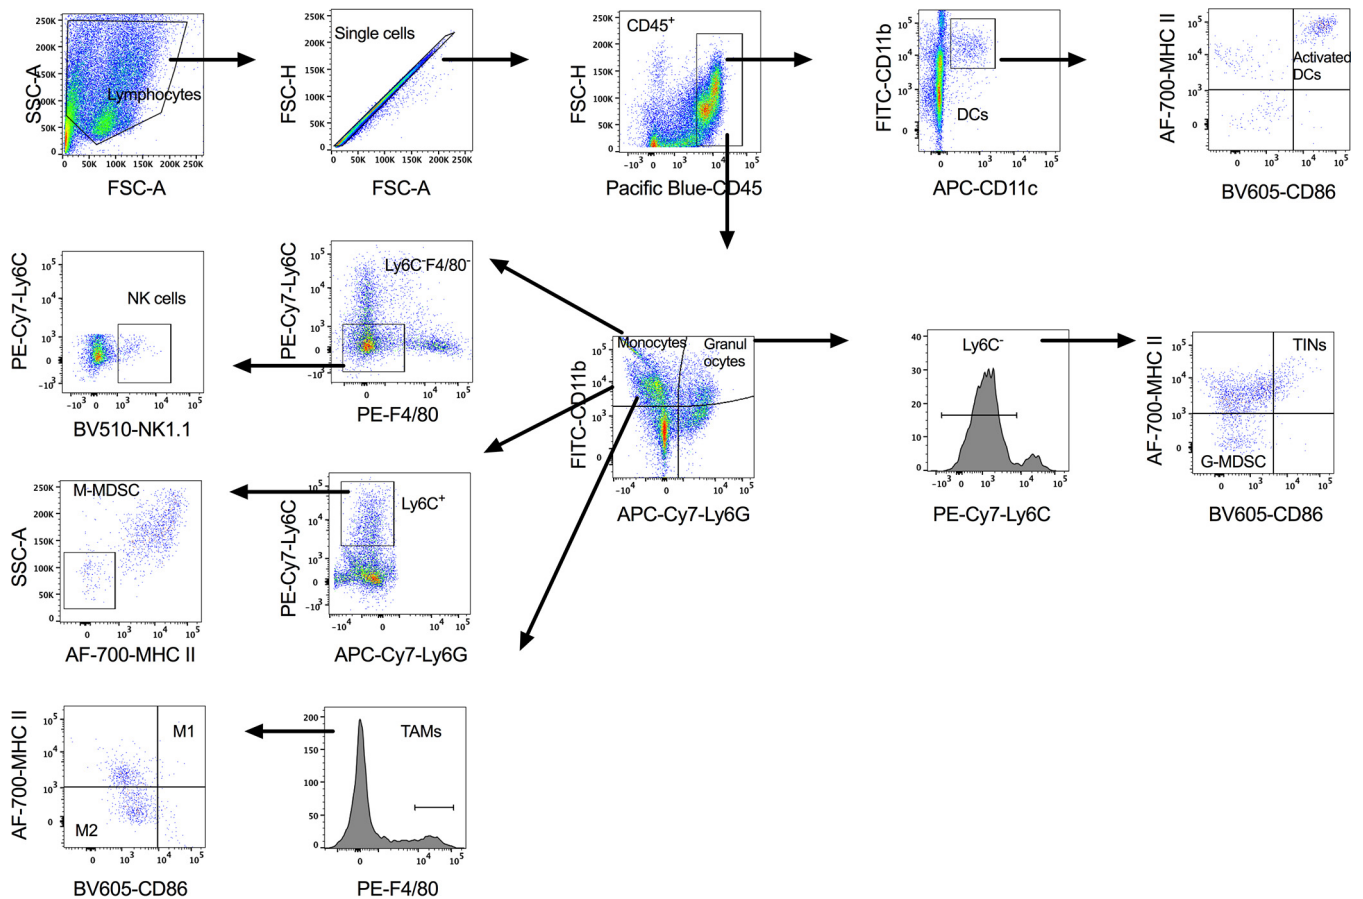 SSC-A
250K
200K
150K
100K
50K
0
Lymphocytes
0
50K
100K
150K
200K
250K
FSC-A
FSC-H
250K
200K
150K
100K
50K
0
Single cells
0
50K
100K
150K
200K
250K
FSC-A
CD45⁺
FSC-H
250K
200K
150K
100K
50K
0
-10³
0
10³
10⁴
10⁵
Pacific Blue-CD45
FITC-CD11b
10⁵
10⁴
10³
0
DCs
0
10³
10⁴
10⁵
APC-CD11c
AF-700-MHC II
10⁵
10⁴
10³
0
Activated
DCs
0
10³
10⁴
10⁵
BV605-CD86
PE-Cy7-Ly6C
10⁵
10⁴
10³
0
-10³
NK cells
-10³
0
10³
10⁴
10⁵
BV510-NK1.1
PE-Cy7-Ly6C
10⁵
10⁴
10³
0
-10³
Ly6C⁻F4/80⁻
0
10³
10⁴
10⁵
PE-F4/80
FITC-CD11b
10⁵
10⁴
10³
0
Monocytes
Granul
ocytes
-10⁴
0
10⁴
10⁵
APC-Cy7-Ly6G
Ly6C⁻
40
30
20
10
0
-10³
0
10³
10⁴
10⁵
PE-Cy7-Ly6C
AF-700-MHC II
10⁵
10⁴
10³
0
TINs
G-MDSC
0
10³
10⁴
10⁵
BV605-CD86
M-MDSC
SSC-A
250K
200K
150K
100K
50K
0
0
10³
10⁴
10⁵
AF-700-MHC II
PE-Cy7-Ly6C
10⁵
10⁴
10³
0
-10³
Ly6C⁺
-10⁴
0
10⁴
10⁵
APC-Cy7-Ly6G
AF-700-MHC II
10⁵
10⁴
10³
0
M1
M2
0
10³
10⁴
10⁵
BV605-CD86
200
150
100
50
0
TAMs
0
10⁴
10⁵
PE-F4/80